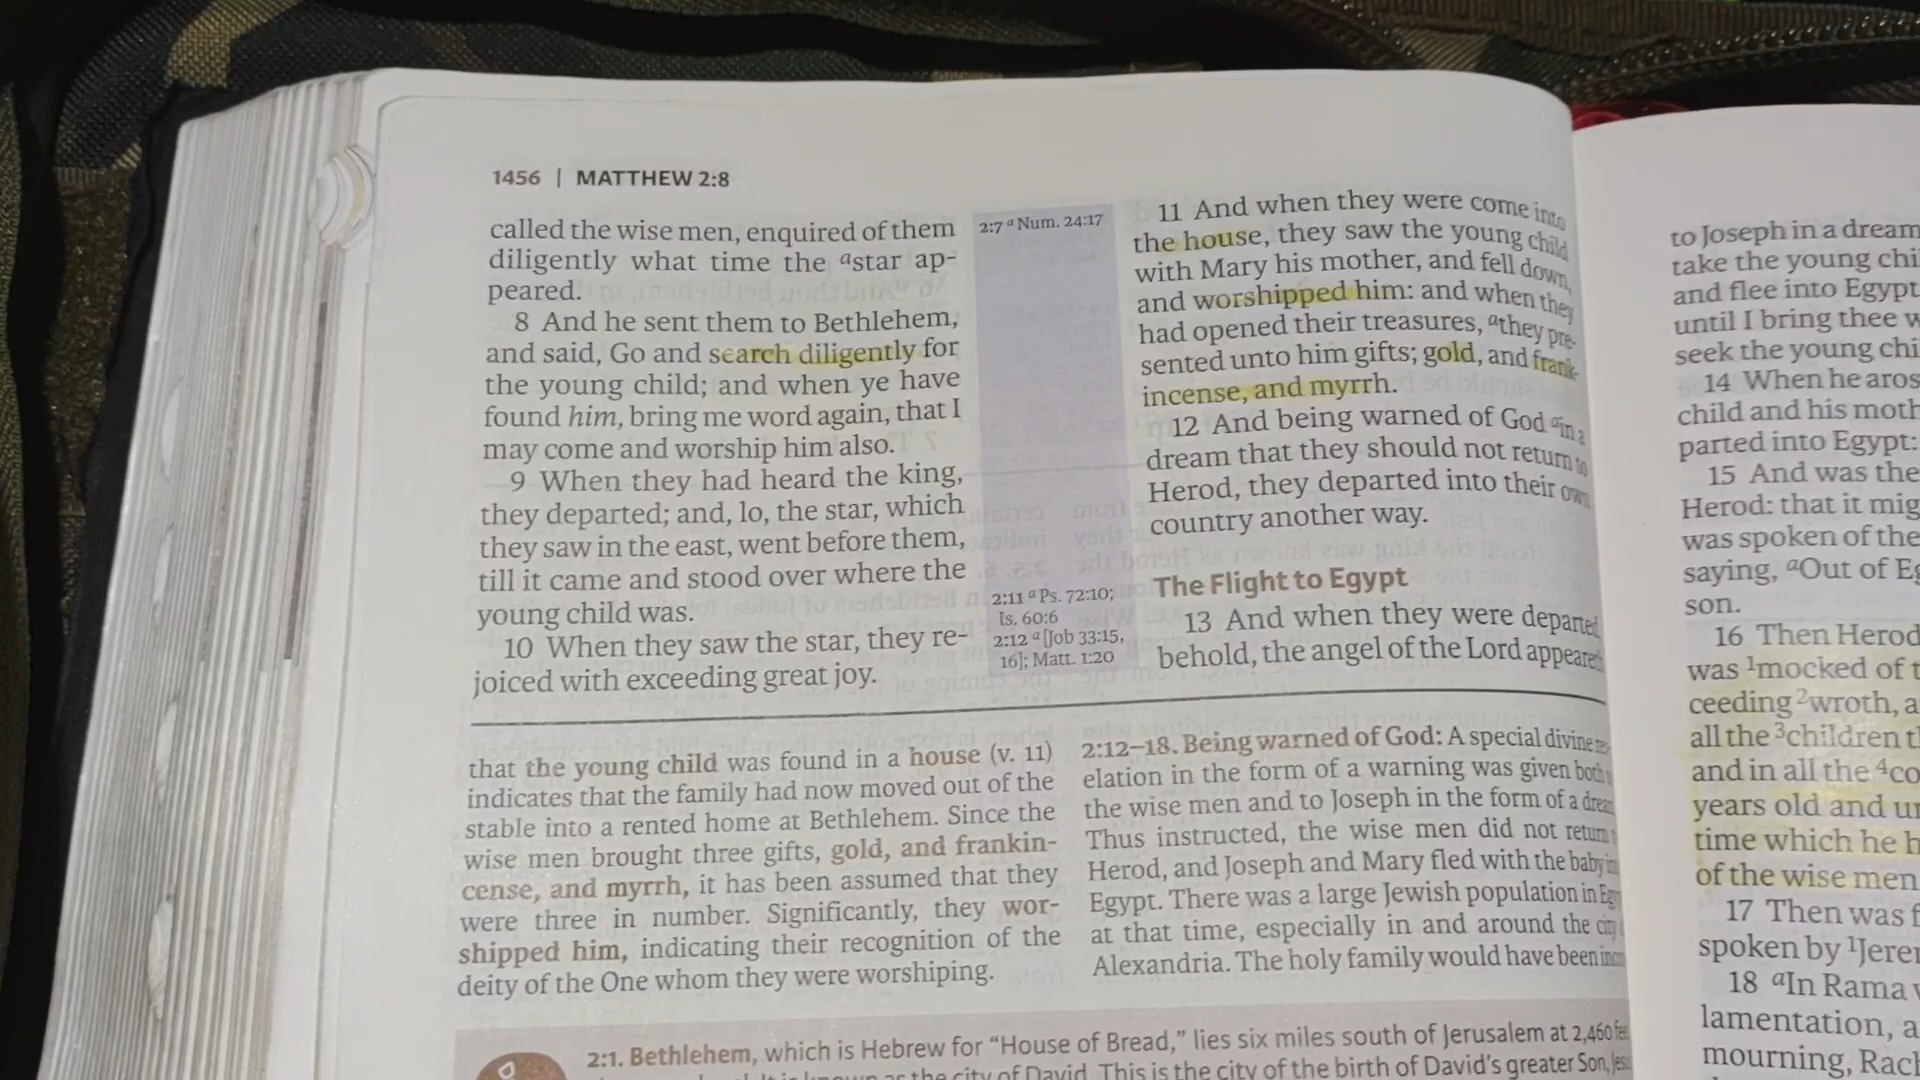 1456 | MATTHEW 2:8
called the wise men, enquired of them
diligently what time the ᵃstar ap-
peared.
8 And he sent them to Bethlehem,
and said, Go and search diligently for
the young child; and when ye have
found him, bring me word again, that I
may come and worship him also.
9 When they had heard the king,
they departed; and, lo, the star, which
they saw in the east, went before them,
till it came and stood over where the
young child was.
10 When they saw the star, they re-
joiced with exceeding great joy.
2:7 ᵃ Num. 24:17
2:11 ᵃ Ps. 72:10;
Is. 60:6
2:12 ᵃ [Job 33:15,
16]; Matt. 1:20
11 And when they were come into
the house, they saw the young child
with Mary his mother, and fell down,
and worshipped him: and when they
had opened their treasures, ᵃthey pre-
sented unto him gifts; gold, and frank-
incense, and myrrh.
12 And being warned of God ᵃin a
dream that they should not return to
Herod, they departed into their own
country another way.
The Flight to Egypt
13 And when they were departed
behold, the angel of the Lord appeare
that the young child was found in a house (v. 11)
indicates that the family had now moved out of the
stable into a rented home at Bethlehem. Since the
wise men brought three gifts, gold, and frankin-
cense, and myrrh, it has been assumed that they
were three in number. Significantly, they wor-
shipped him, indicating their recognition of the
deity of the One whom they were worshiping.
2:12–18. Being warned of God: A special divine
elation in the form of a warning was given both
the wise men and to Joseph in the form of a
Thus instructed, the wise men did not return
Herod, and Joseph and Mary fled with the baby
Egypt. There was a large Jewish population in
at that time, especially in and around the city
Alexandria. The holy family would have been
2:1. Bethlehem, which is Hebrew for “House of Bread,” lies six miles south of Jerusalem at 2,460
the city of David. This is the city of the birth of David's greater Son,
to Joseph in a dream
take the young chi
and flee into Egypt
until I bring thee w
seek the young chi
14 When he aros
child and his moth
parted into Egypt:
15 And was the
Herod: that it mig
was spoken of the
saying, ᵃOut of Eg
son.
16 Then Herod
was ¹mocked of t
ceeding ²wroth, a
all the ³children t
and in all the ⁴co
years old and un
time which he h
of the wise men
17 Then was f
spoken by ¹Jerem
18 ᵃIn Rama
lamentation, a
mourning, Rach